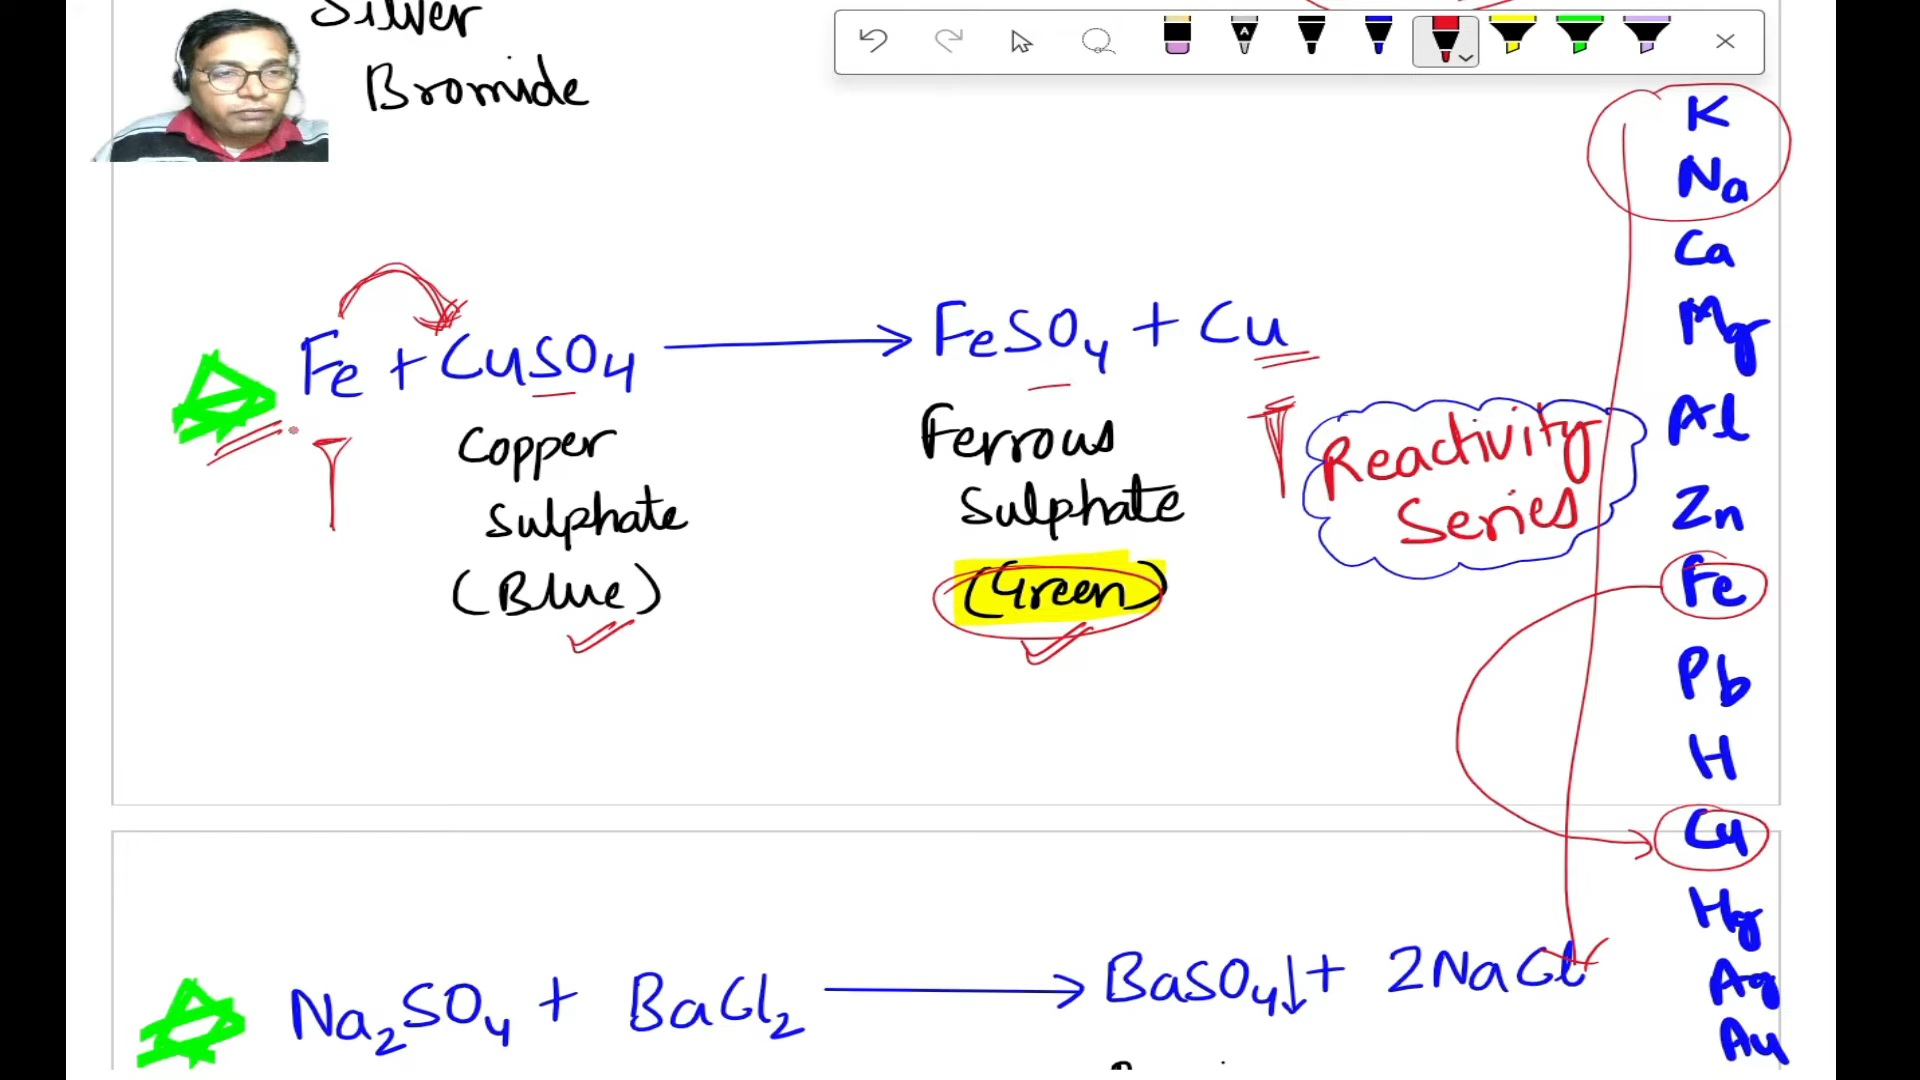 Silver
Bromide
Fe + CuSO₄ ⟶ FeSO₄ + Cu
Copper
Sulphate
(Blue)
Ferrous
Sulphate
(Green)
Reactivity
Series
K
Na
Ca
Mg
Al
Zn
Fe
Pb
H
Cu
Hg
Ag
Au
Na₂SO₄ + BaCl₂ ⟶ BaSO₄↓ + 2NaCl